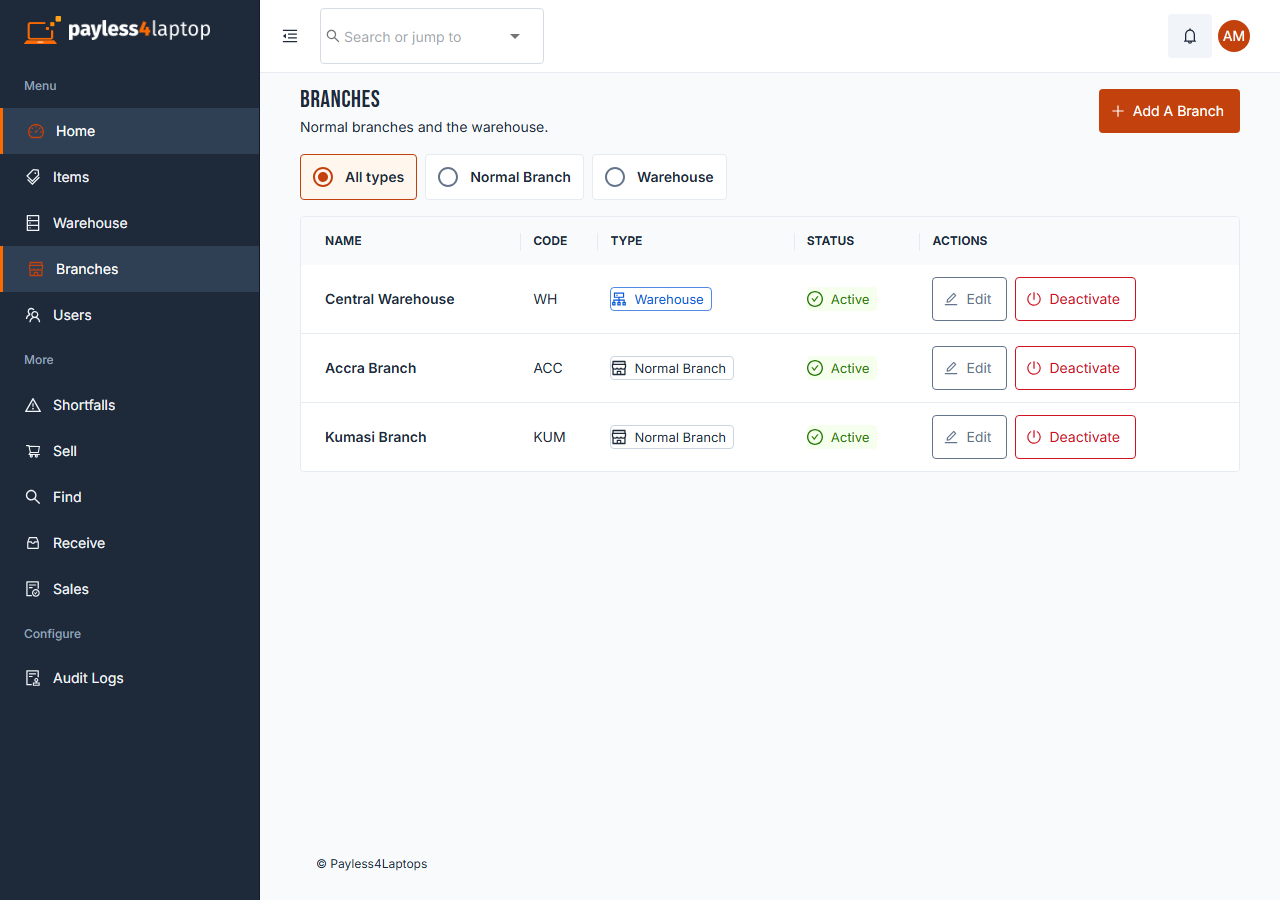 payless4laptop
Search or jump to
AM
Menu
Home
Items
Warehouse
Branches
Users
More
Shortfalls
Sell
Find
Receive
Sales
Configure
Audit Logs
BRANCHES
Normal branches and the warehouse.
Add A Branch
All types Normal Branch Warehouse
NAME CODE TYPE STATUS ACTIONS
Central Warehouse WH Warehouse Active Edit Deactivate
Accra Branch ACC Normal Branch Active Edit Deactivate
Kumasi Branch KUM Normal Branch Active Edit Deactivate
© Payless4Laptops